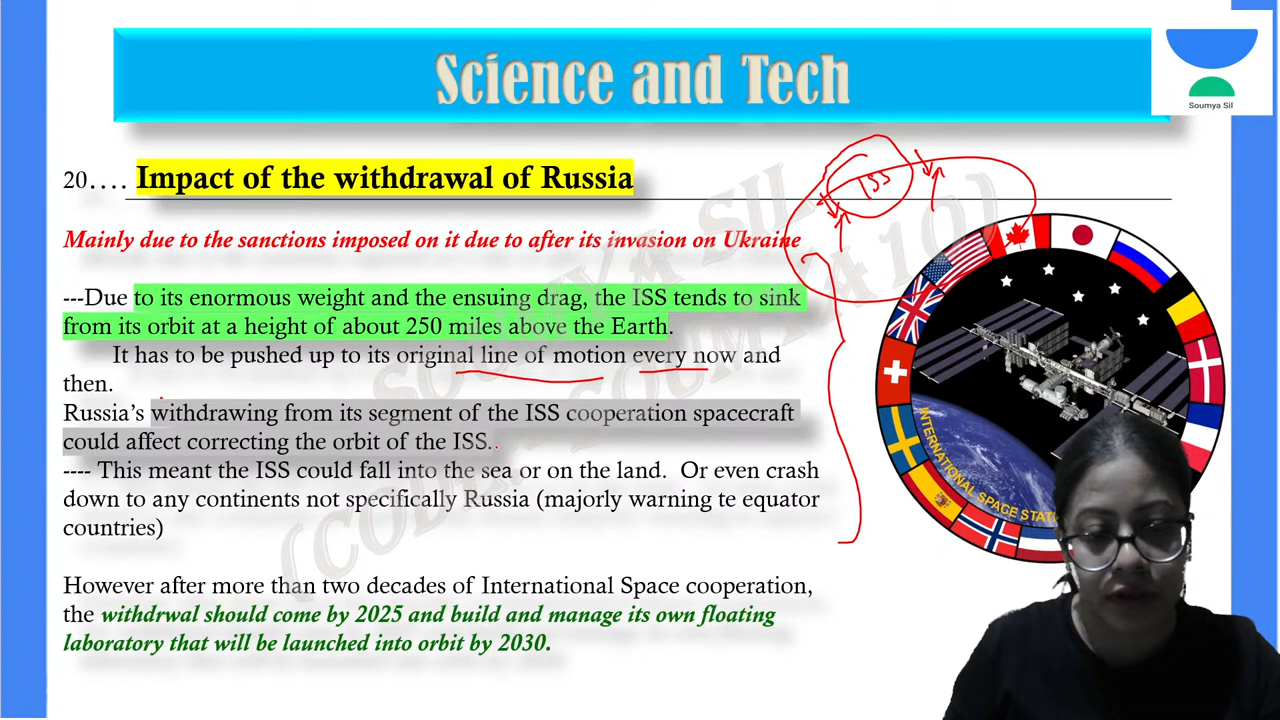 Science and Tech
Soumya Sil
20.... Impact of the withdrawal of Russia
ISS
Mainly due to the sanctions imposed on it due to after its invasion on Ukraine
---Due to its enormous weight and the ensuing drag, the ISS tends to sink
from its orbit at a height of about 250 miles above the Earth.
It has to be pushed up to its original line of motion every now and
then.
Russia's withdrawing from its segment of the ISS cooperation spacecraft
could affect correcting the orbit of the ISS.
---- This meant the ISS could fall into the sea or on the land. Or even crash
down to any continents not specifically Russia (majorly warning te equator
countries)
However after more than two decades of International Space cooperation,
the withdrwal should come by 2025 and build and manage its own floating
laboratory that will be launched into orbit by 2030.
INTERNATIONAL SPACE STATI
SOUMYA SIL
(CODE: SOUMYA10)